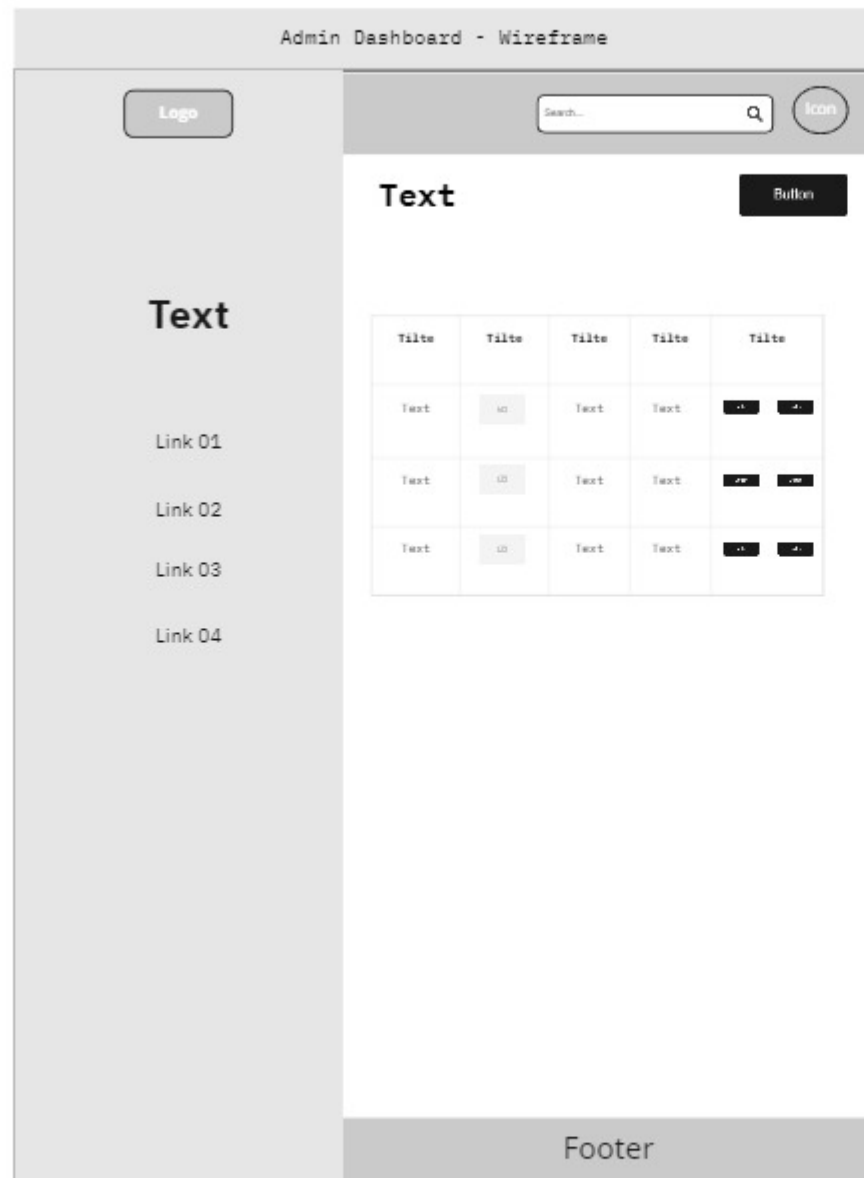 Admin Dashboard - Wireframe
Logo
Search...
Icon
Text
Button
Text
Link 01
Link 02
Link 03
Link 04
Tilte Tilte Tilte Tilte Tilte
Text Text Text
Text Text Text
Text Text Text
Footer